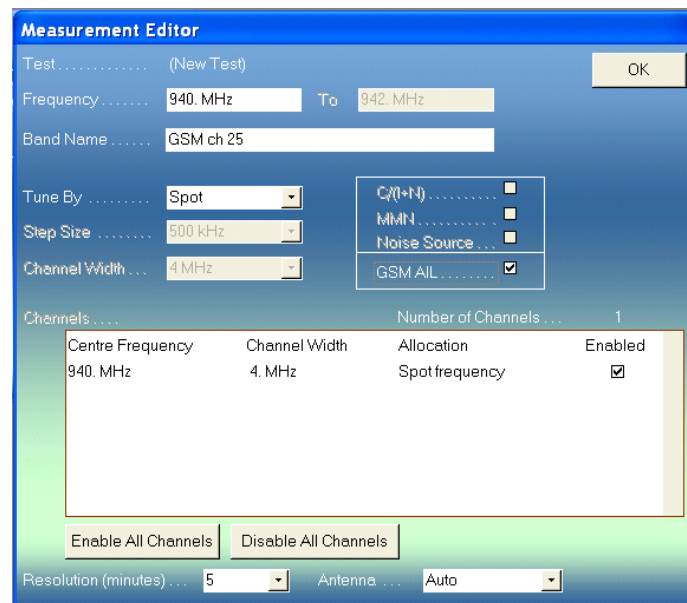 Measurement Editor
Test............. (New Test)
OK
Frequency....... 940. MHz To 942. MHz
Band Name...... GSM ch 25
Tune By......... Spot
C/(I+N)..........
MMN............
Step Size........ 500 kHz
Noise Source...
Channel Width... 4 MHz
GSM AIL........
Channels.... Number of Channels... 1
Centre Frequency Channel Width Allocation Enabled
940. MHz 4. MHz Spot frequency
Enable All Channels Disable All Channels
Resolution (minutes)... 5 Antenna... Auto